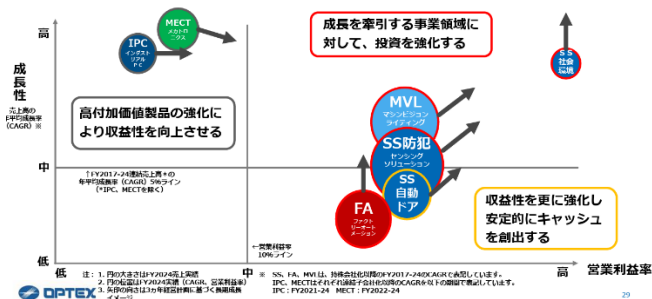 高
MECT
メカトロ
ニクス
IPC
インダスト
リアル
PC
成長を牽引する事業領域に
対して、投資を強化する
SS
社会
環境
成長性
売上高の
年平均成長率
(CAGR) ※
高付加価値製品の強化に
より収益性を向上させる
MVL
マシンビジョン
ライティング
SS防犯
センシング
ソリューション
中
↑FY2017-24連結売上高*の
年平均成長率（CAGR）5%ライン
(*IPC、MECTを除く)
SS
自動
ドア
FA
ファクト
リーオート
メーション
収益性を更に強化し
安定的にキャッシュ
を創出する
←営業利益率
10%ライン
低
低
中
高
営業利益率
注：1. 円の大きさはFY2024売上実績
2. 円の位置はFY2024実績（CAGR、営業利益率）
3. 矢印の向きは3カ年経営計画に基づく長期成長
イメージ
※ SS、FA、MVLは、持株会社化以降のFY2017-24のCAGRで表記しています。
IPC、MECTはそれぞれ連結子会社化以降のCAGRを以下の期間で表記しています。
IPC：FY2021-24 MECT：FY2022-24
OPTEX
29